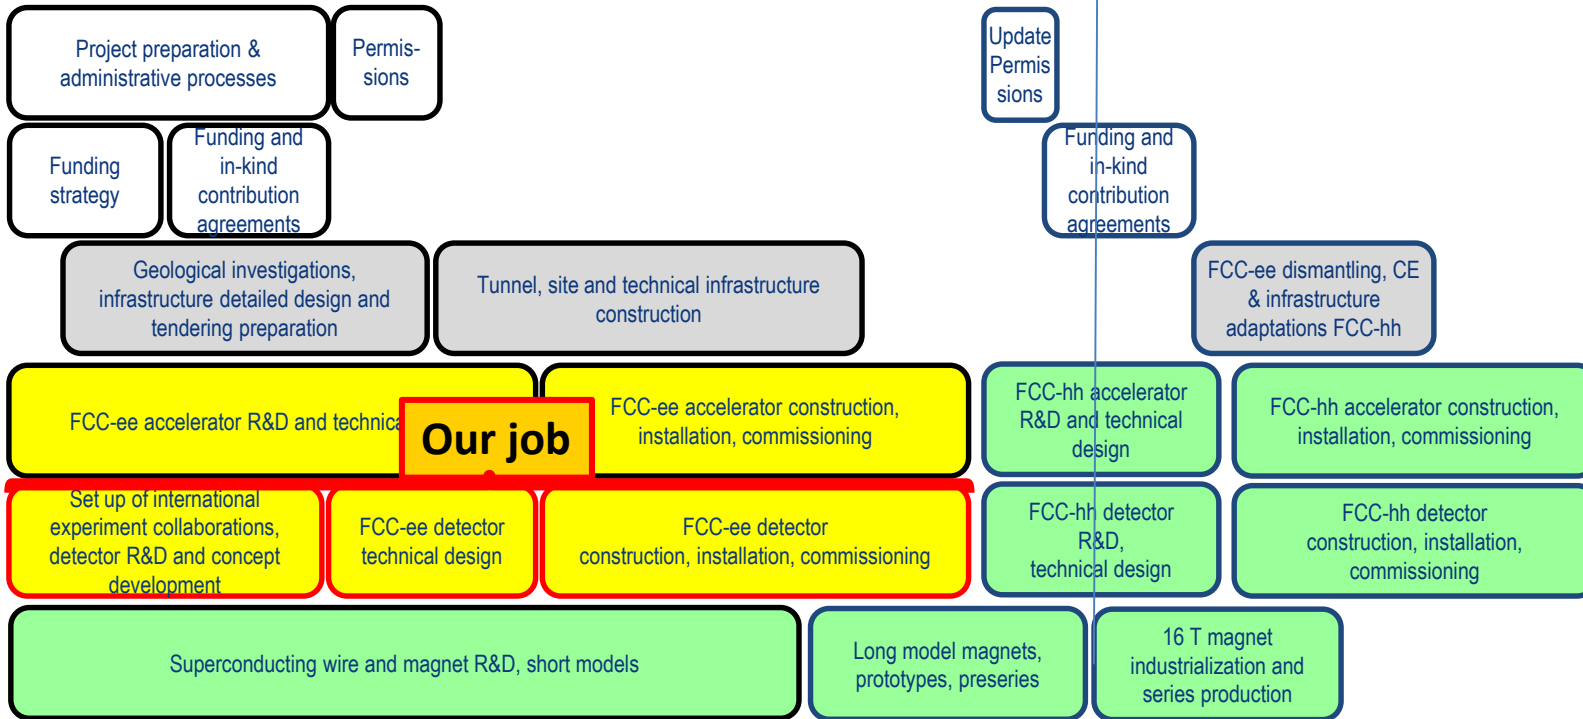 Project preparation &
administrative processes
Permis-
sions
Update
Permis
sions
Funding
strategy
Funding and
in-kind
contribution
agreements
Funding and
in-kind
contribution
agreements
Geological investigations,
infrastructure detailed design and
tendering preparation
Tunnel, site and technical infrastructure
construction
FCC-ee dismantling, CE
& infrastructure
adaptations FCC-hh
FCC-ee accelerator R&D and technica
Our job
FCC-ee accelerator construction,
installation, commissioning
FCC-hh accelerator
R&D and technical
design
FCC-hh accelerator construction,
installation, commissioning
Set up of international
experiment collaborations,
detector R&D and concept
development
FCC-ee detector
technical design
FCC-ee detector
construction, installation, commissioning
FCC-hh detector
R&D,
technical design
FCC-hh detector
construction, installation,
commissioning
Superconducting wire and magnet R&D, short models
Long model magnets,
prototypes, preseries
16 T magnet
industrialization and
series production